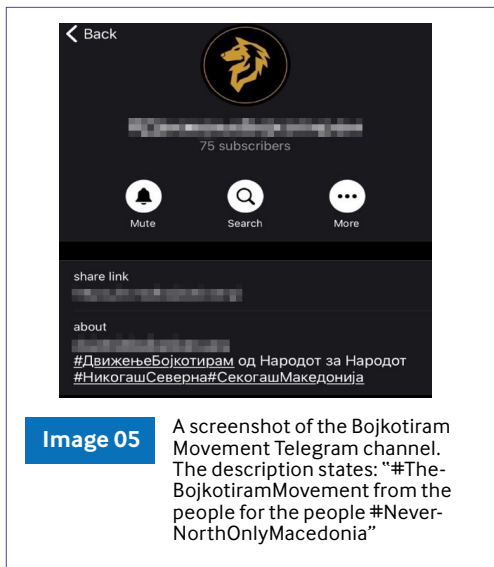 Back
75 subscribers
Mute Search More
share link
about
#ДвижењеБојкотирам од Народот за Народот
#НикогашСеверна#СекогашМакедонија
Image 05
A screenshot of the Bojkotiram
Movement Telegram channel.
The description states: “#The-
BojkotiramMovement from the
people for the people #Never-
NorthOnlyMacedonia”